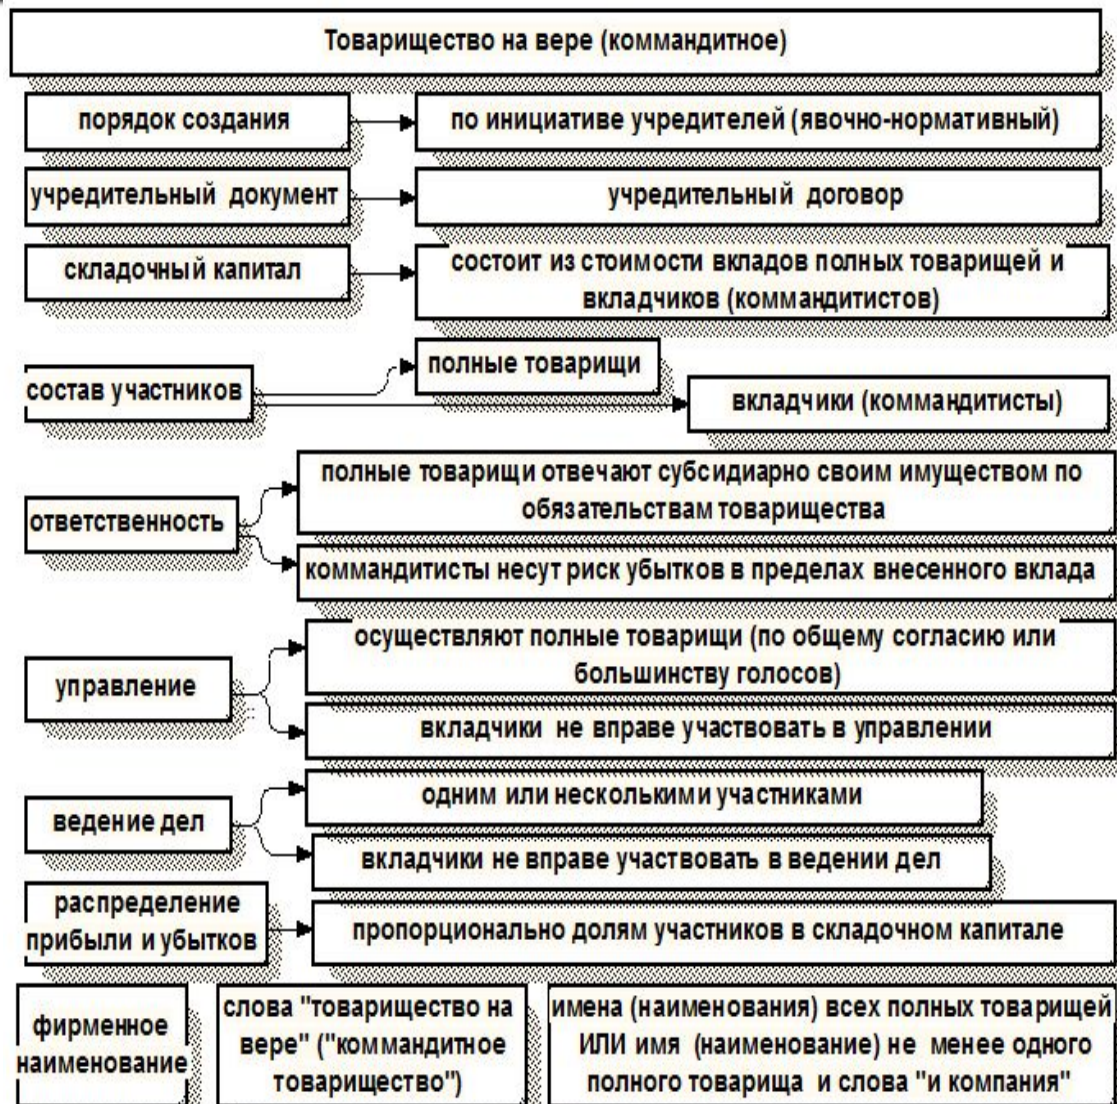 Товарищество на вере (коммандитное)
порядок создания
по инициативе учредителей (явочно-нормативный)
учредительный документ
учредительный договор
складочный капитал
состоит из стоимости вкладов полных товарищей и
вкладчиков (коммандитистов)
состав участников
полные товарищи
вкладчики (коммандитисты)
ответственность
полные товарищи отвечают субсидиарно своим имуществом по
обязательствам товарищества
коммандитисты несут риск убытков в пределах внесенного вклада
управление
осуществляют полные товарищи (по общему согласию или
большинству голосов)
вкладчики не вправе участвовать в управлении
ведение дел
одним или несколькими участниками
вкладчики не вправе участвовать в ведении дел
распределение
прибыли и убытков
пропорционально долям участников в складочном капитале
фирменное
наименование
слова "товарищество на
вере" ("коммандитное
товарищество")
имена (наименования) всех полных товарищей
ИЛИ имя (наименование) не менее одного
полного товарища и слова "и компания"